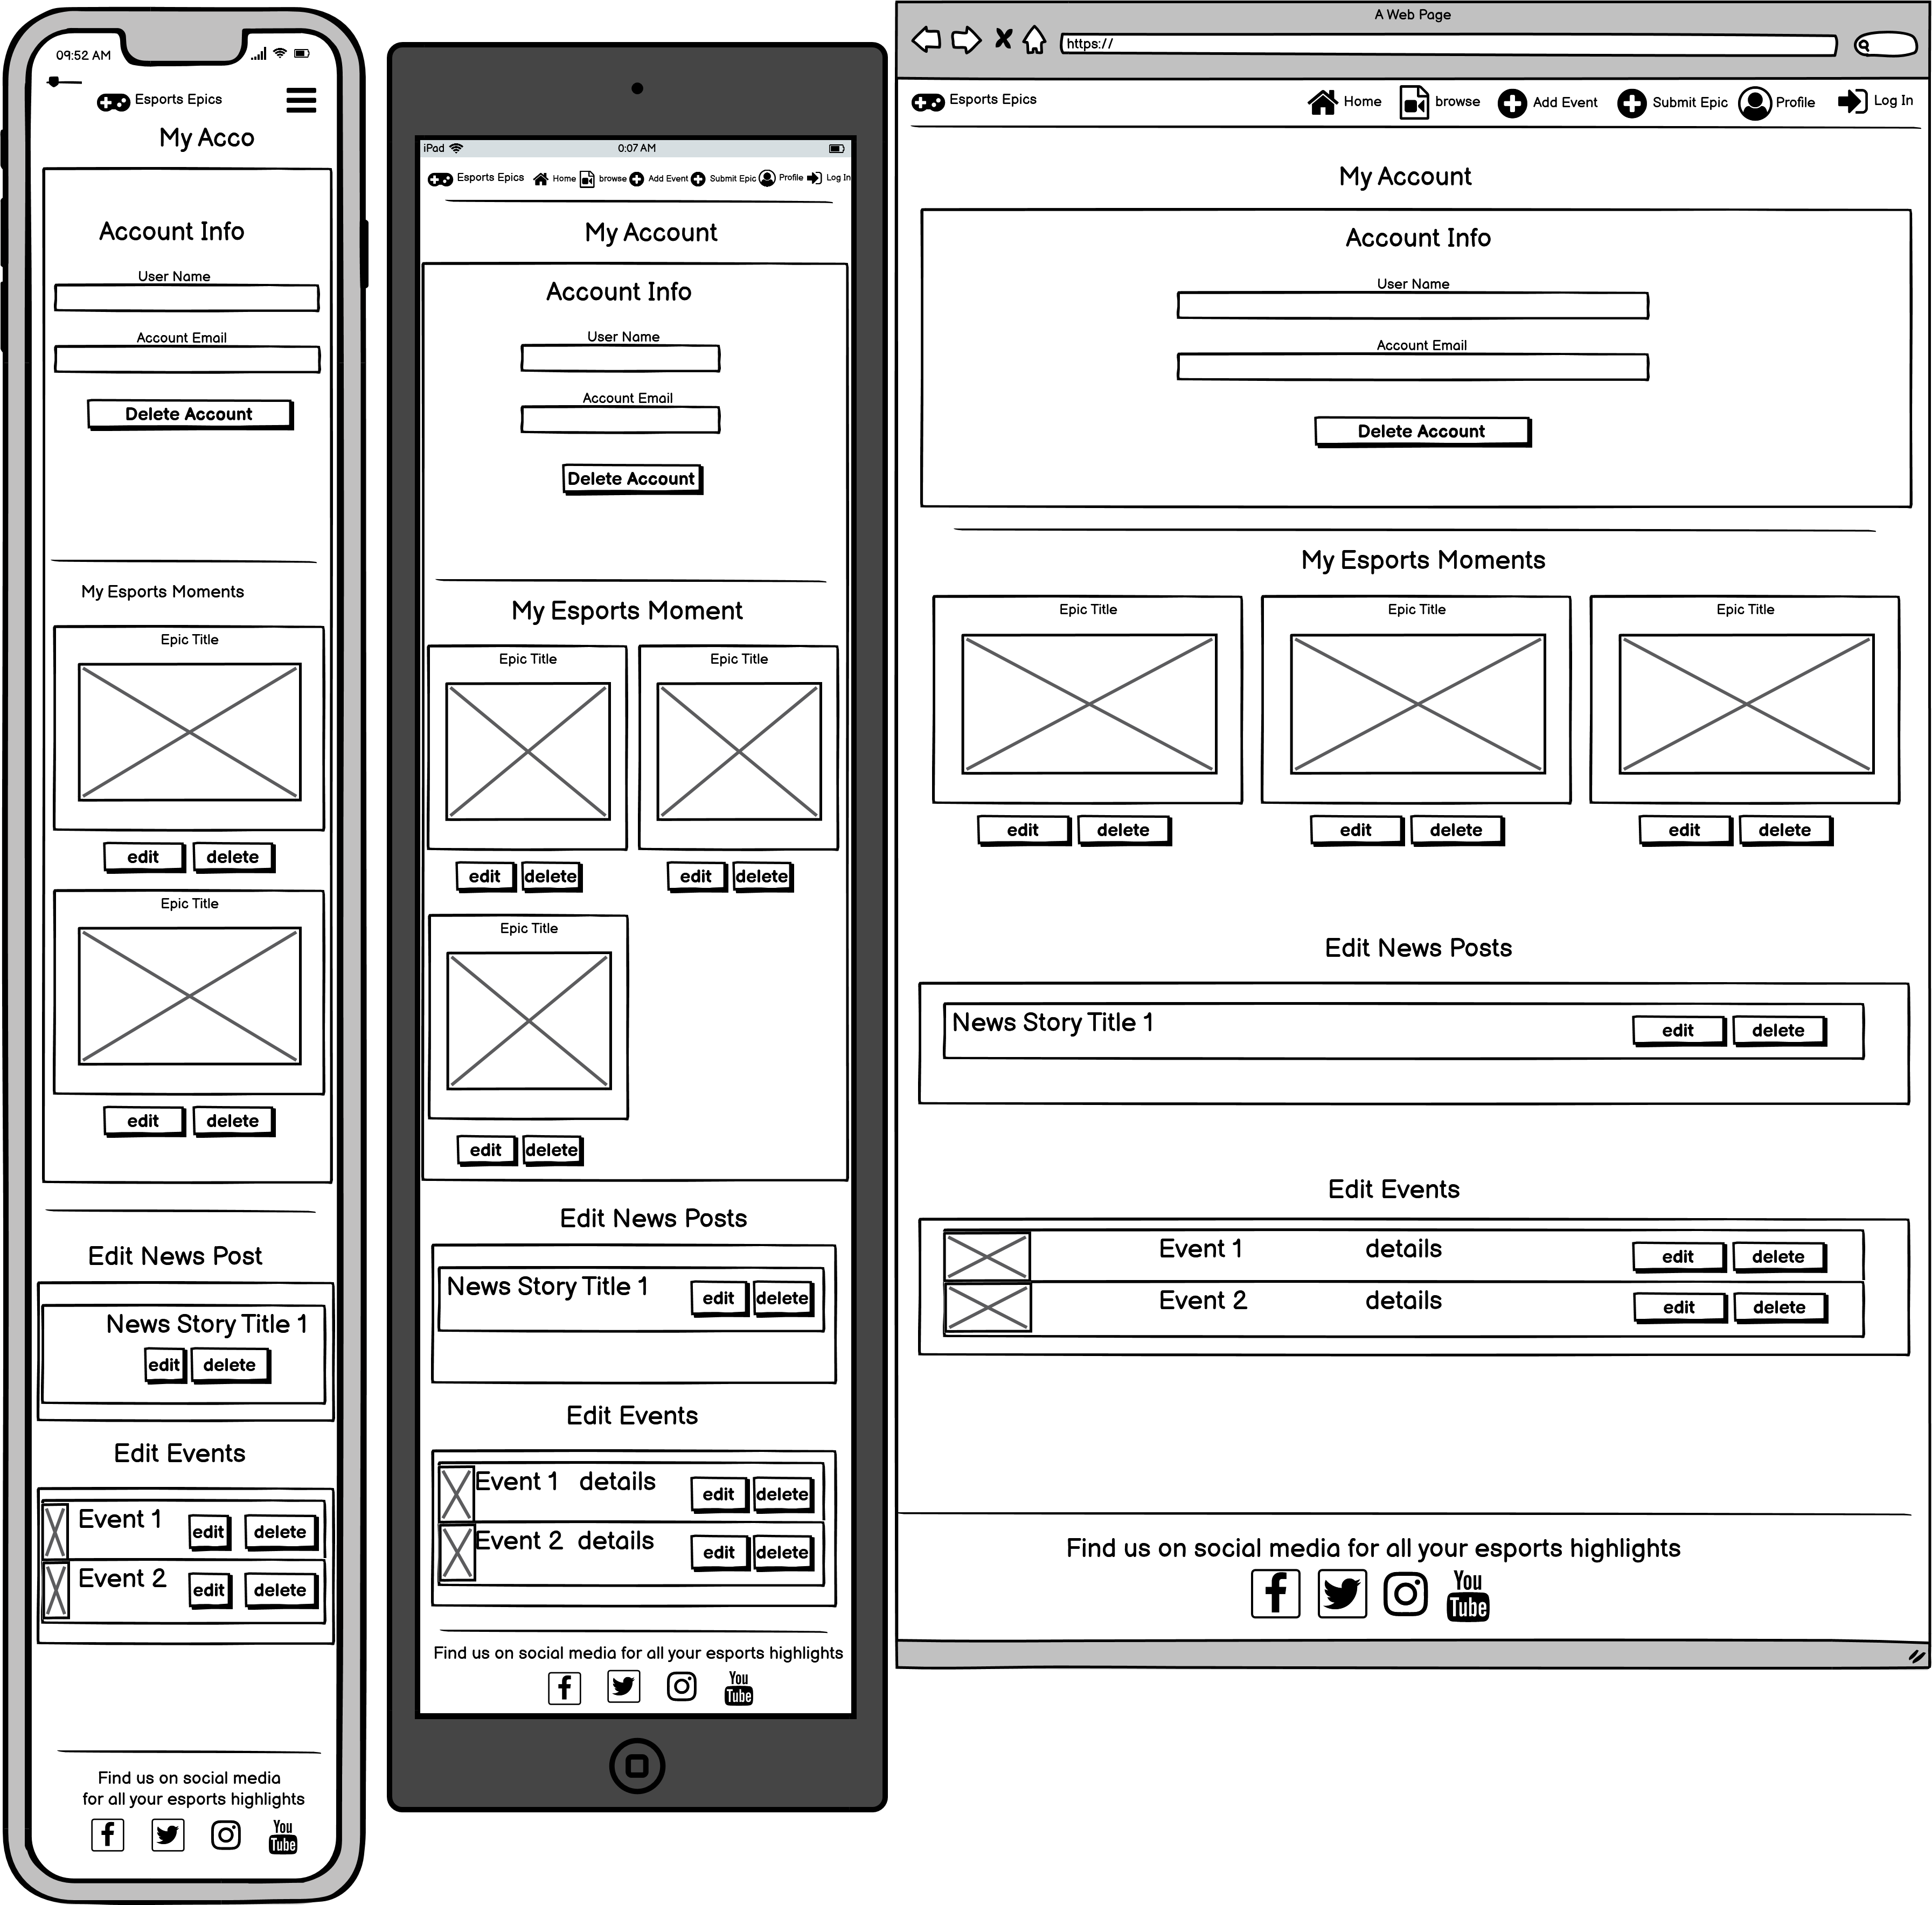 09:52 AM
Esports Epics
My Acco
Account Info
User Name
Account Email
Delete Account
My Esports Moments
Epic Title
edit delete
Epic Title
edit delete
Edit News Post
News Story Title 1
edit delete
Edit Events
Event 1 edit delete
Event 2 edit delete
Find us on social media
for all your esports highlights
You
Tube
iPad 0:07 AM
Esports Epics Home browse Add Event Submit Epic Profile Log In
My Account
Account Info
User Name
Account Email
Delete Account
My Esports Moment
Epic Title Epic Title
edit delete edit delete
Epic Title
edit delete
Edit News Posts
News Story Title 1 edit delete
Edit Events
Event 1 details edit delete
Event 2 details edit delete
Find us on social media for all your esports highlights
You
Tube
A Web Page
https://
Esports Epics Home browse Add Event Submit Epic Profile Log In
My Account
Account Info
User Name
Account Email
Delete Account
My Esports Moments
Epic Title Epic Title Epic Title
edit delete edit delete edit delete
Edit News Posts
News Story Title 1 edit delete
Edit Events
Event 1 details edit delete
Event 2 details edit delete
Find us on social media for all your esports highlights
You
Tube